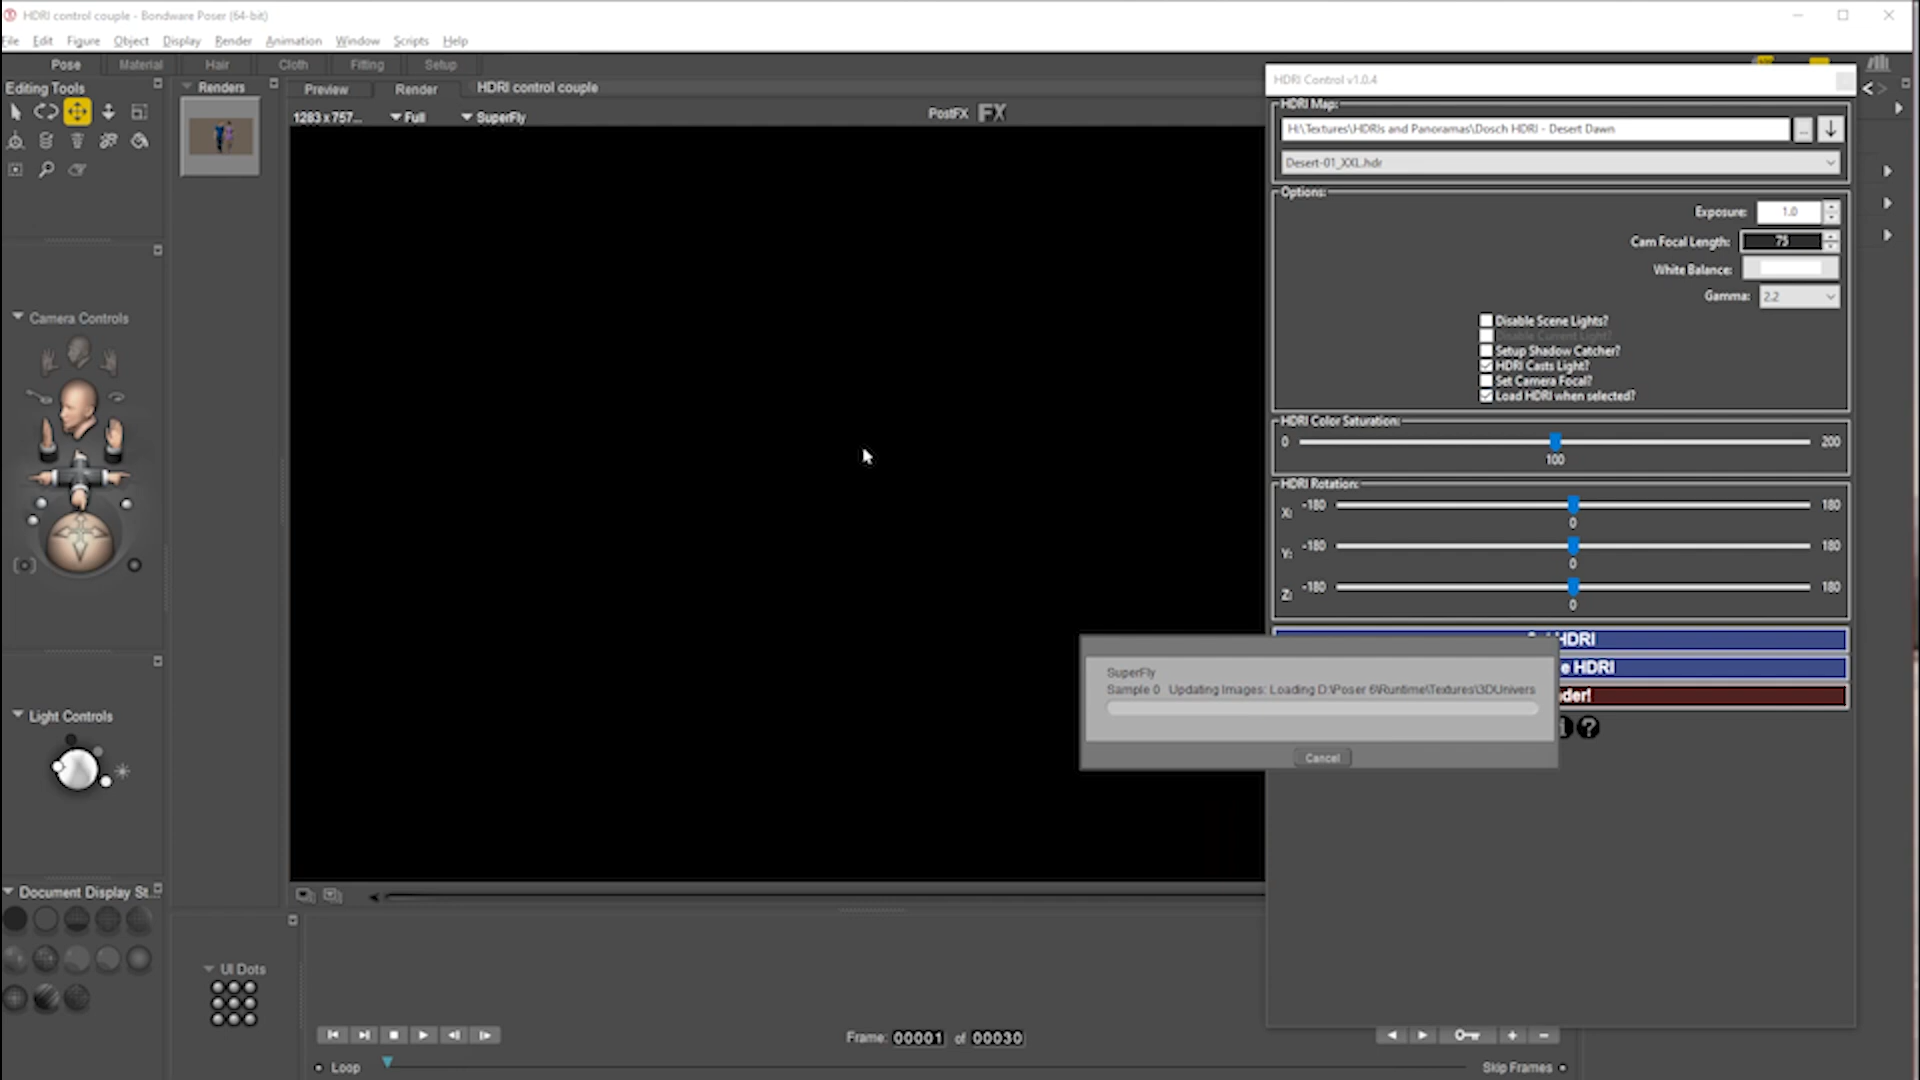 HDRI control couple - Bondware Poser (64-bit)
File Edit Figure Object Display Render Animation Window Scripts Help
Pose Material Hair Cloth Fitting Setup
Editing Tools
Renders
Preview Render HDRI control couple
1283 x 757... Full SuperFly PostFX FX
Camera Controls
Light Controls
Document Display St...
UI Dots
HDRI Control v1.0.4
HDRI Map:
H:\Textures\HDRIs and Panoramas\Dosch HDRI - Desert Dawn ...
Desert-01_XXL.hdr
Options:
Exposure: 1.0
Cam Focal Length: 75
White Balance:
Gamma: 2.2
Disable Scene Lights?
Disable Current Light?
Setup Shadow Catcher?
HDRI Casts Light?
Set Camera Focal?
Load HDRI when selected?
HDRI Color Saturation:
0 200
100
HDRI Rotation:
X: -180 180
0
Y: -180 180
0
Z: -180 180
0
HDRI
e HDRI
der!
?
SuperFly
Sample 0 Updating Images: Loading D:\Poser 6\Runtime\Textures\3DUnivers
Cancel
Frame: 00001 of 00030
Loop
Skip Frames